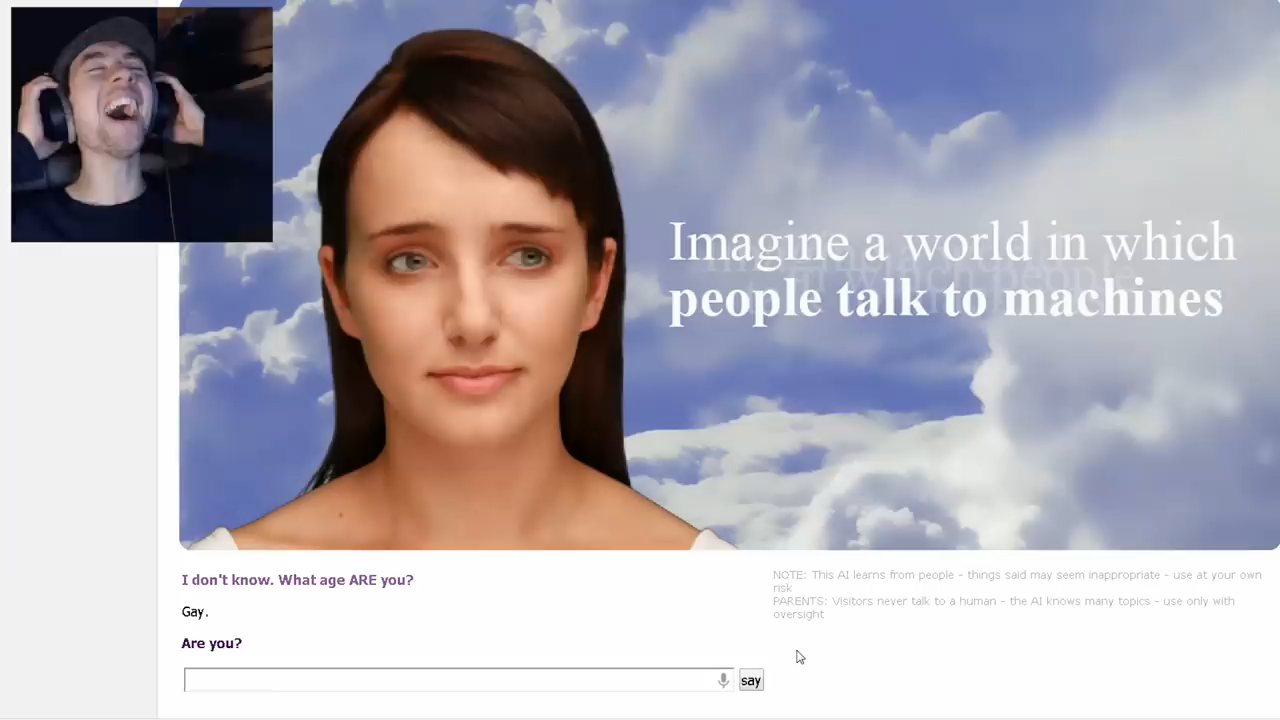 Imagine a world in which
people talk to machines
I don't know. What age ARE you?
Gay.
Are you?
say
NOTE: This AI learns from people - things said may seem inappropriate - use at your own
risk
PARENTS: Visitors never talk to a human - the AI knows many topics - use only with
oversight